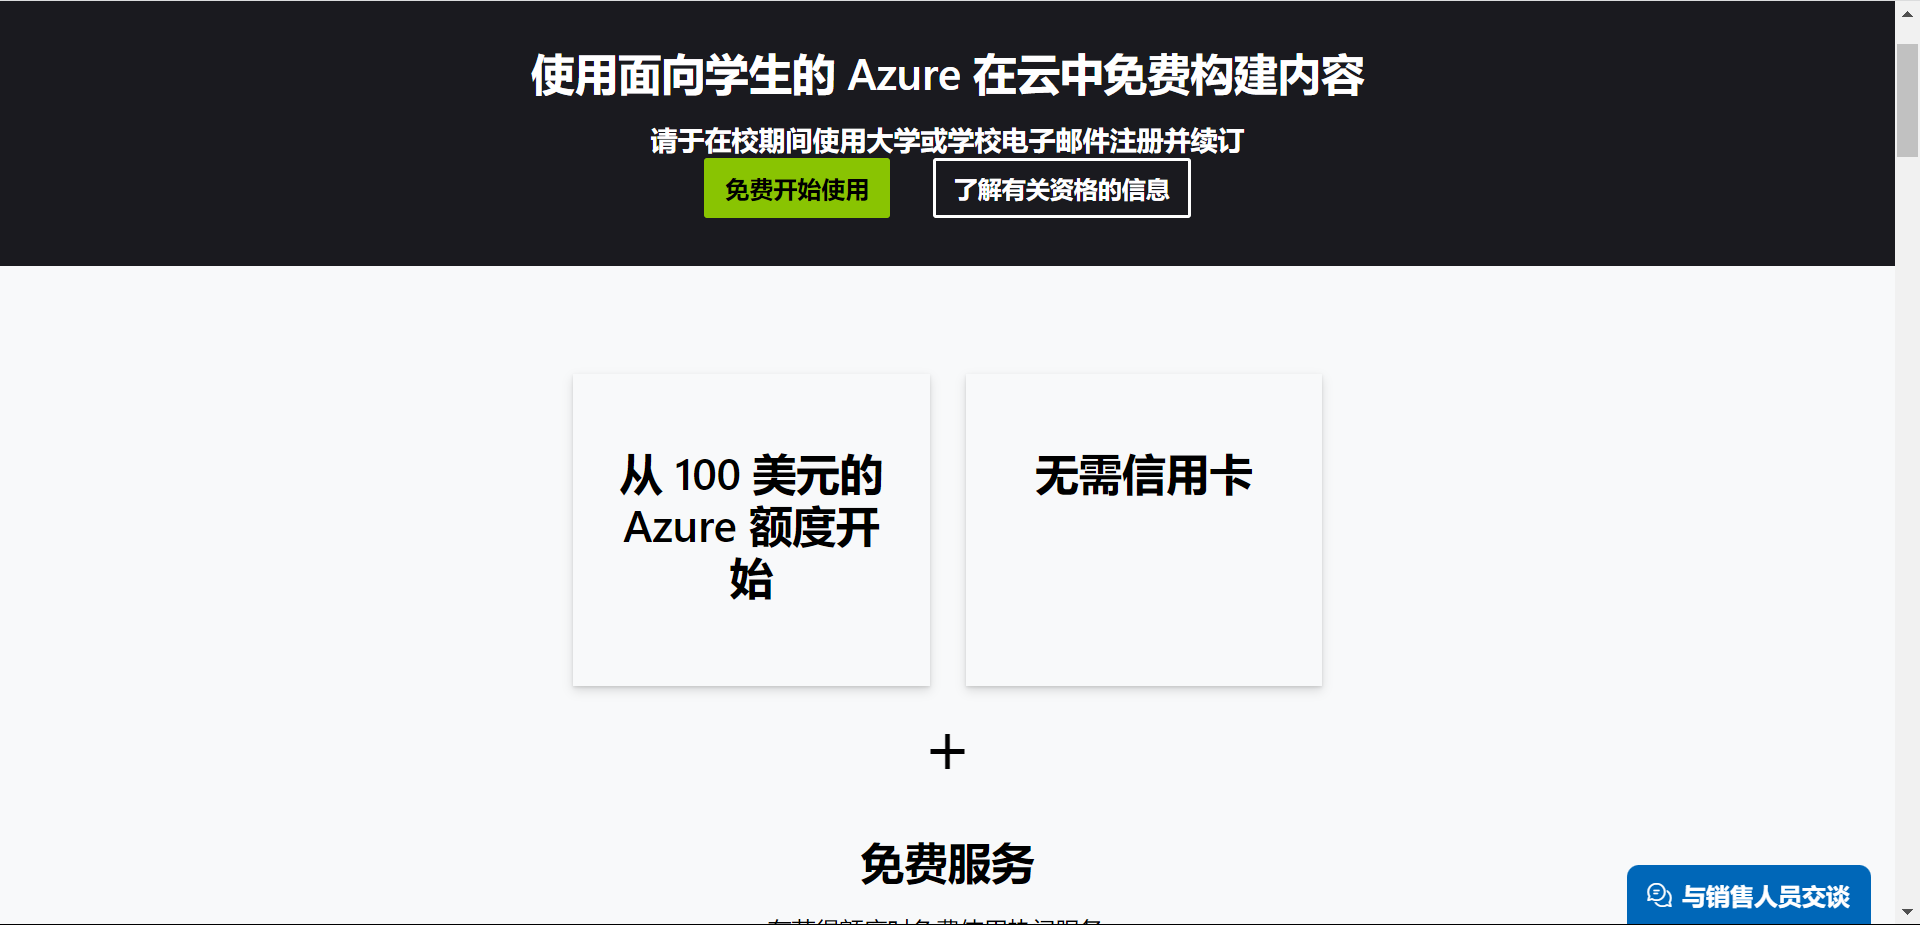 使用面向学生的 Azure 在云中免费构建内容
请于在校期间使用大学或学校电子邮件注册并续订
免费开始使用
了解有关资格的信息
从 100 美元的
Azure 额度开
始
无需信用卡
+
免费服务
与销售人员交谈